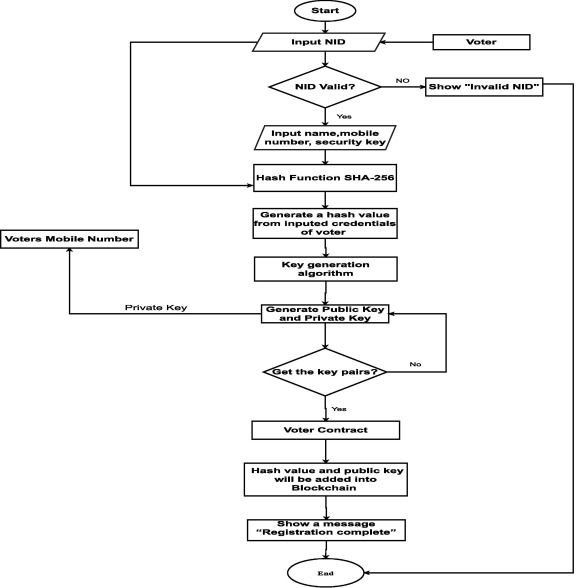 Start
Input NID
Voter
NID Valid?
NO
Show "Invalid NID"
Yes
Input name,mobile
number, security key
Hash Function SHA-256
Generate a hash value
from inputed credentials
of voter
Voters Mobile Number
Key generation
algorithm
Private Key
Generate Public Key
and Private Key
Get the key pairs?
No
Yes
Voter Contract
Hash value and public key
will be added into
Blockchain
Show a message
“Registration complete”
End